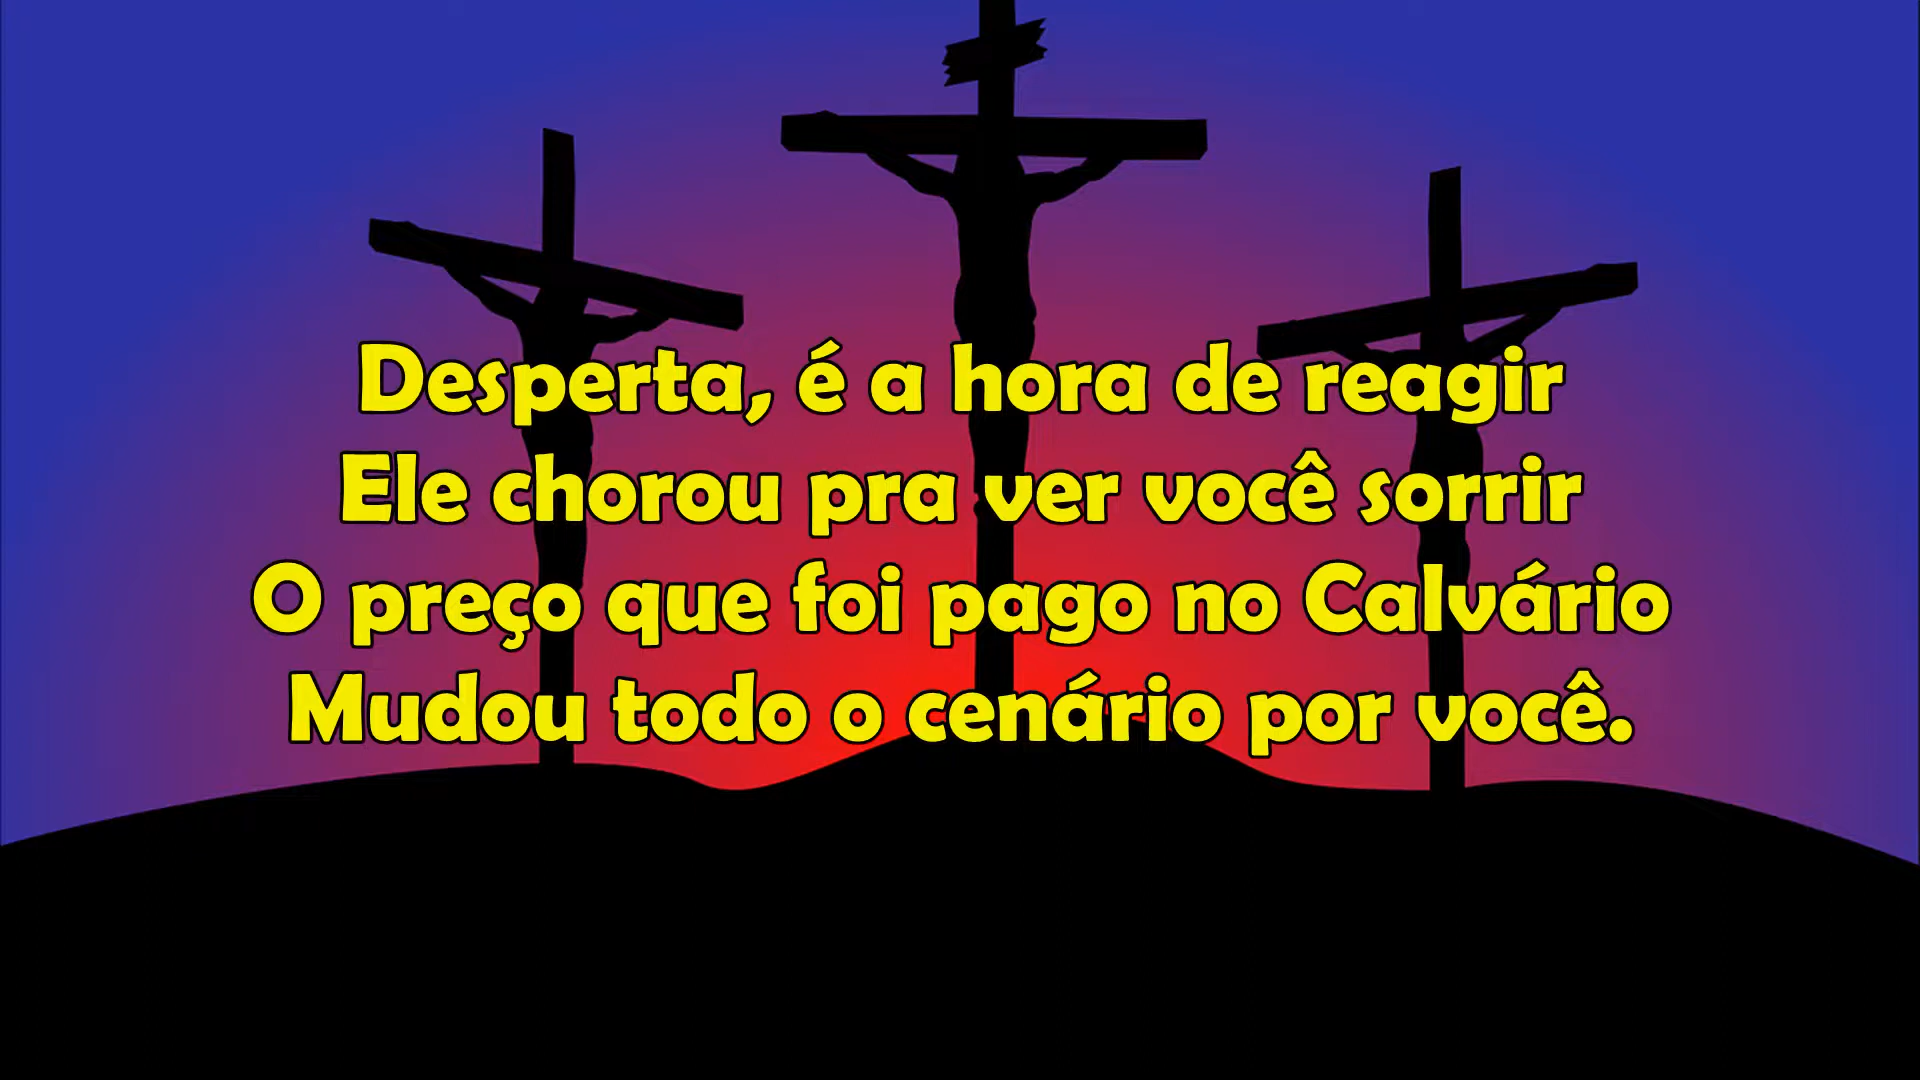 Desperta, é a hora de reagir
Ele chorou pra ver você sorrir
O preço que foi pago no Calvário
Mudou todo o cenário por você.